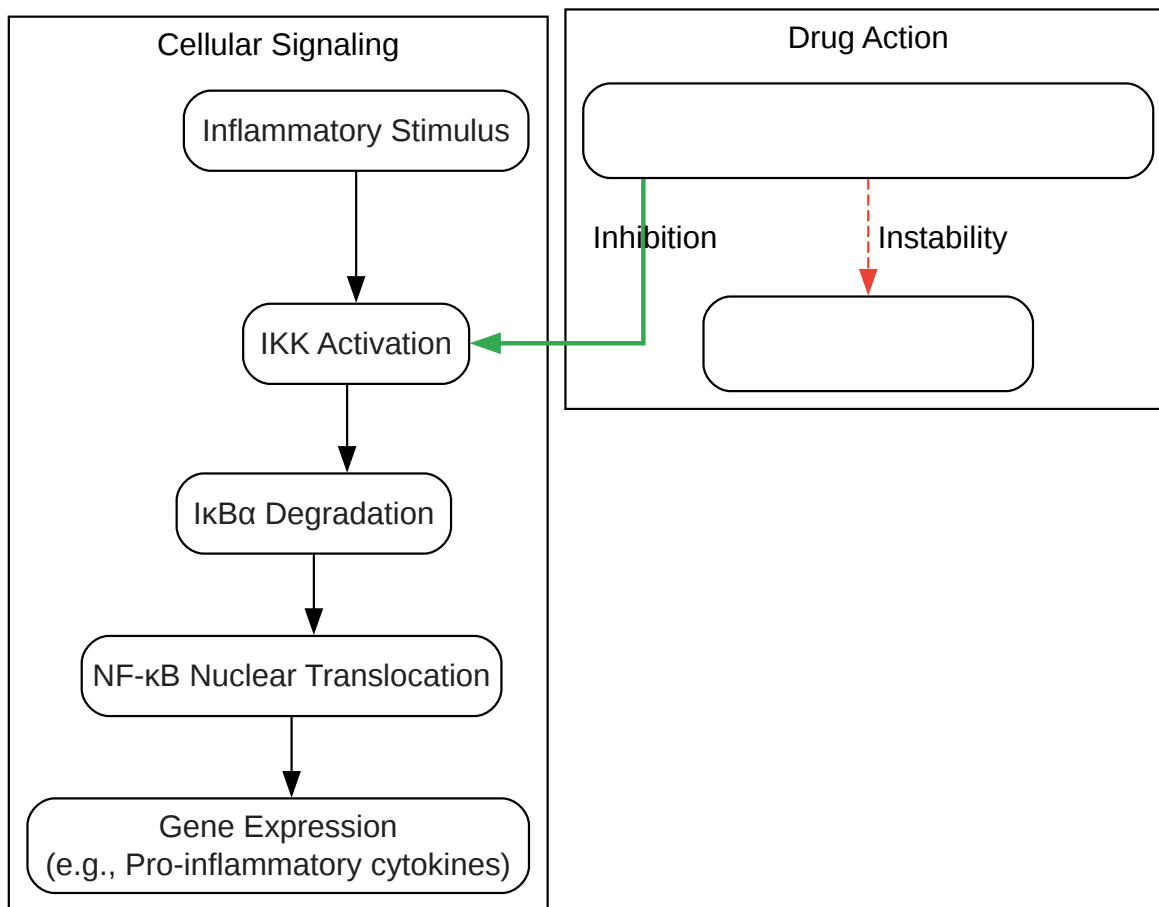 Cellular Signaling
Inflammatory Stimulus
IKK Activation
IκBα Degradation
NF-κB Nuclear Translocation
Gene Expression
(e.g., Pro-inflammatory cytokines)
Drug Action
Inhibition
Instability